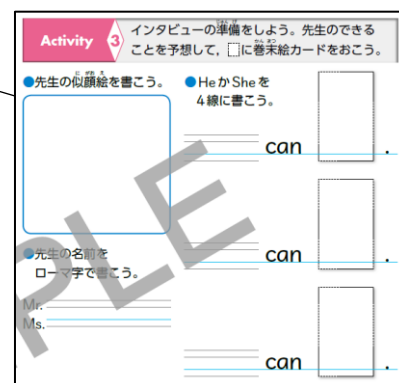 Activity 3
インタビューの準備をしよう。先生のできる
ことを予想して，□に巻末絵カードをおこう。
●先生の似顔絵を書こう。
●先生の名前を
ローマ字で書こう。
Mr.
Ms.
●HeかSheを
4線に書こう。
can .
can .
can .
PLE